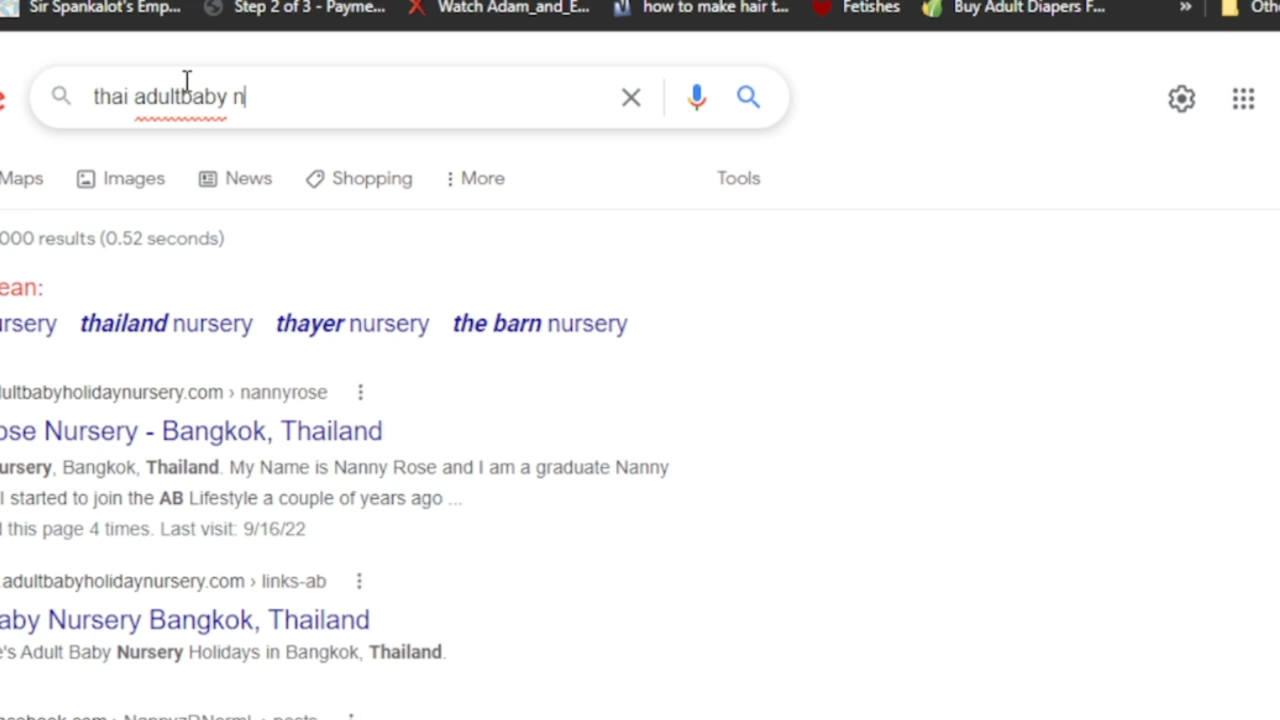 Sir Spankalot's Emp... Step 2 of 3 - Payme... Watch Adam_and_E... how to make hair t... Fetishes Buy Adult Diapers F... » Oth
e thai adultbaby n
Maps Images News Shopping More Tools
000 results (0.52 seconds)
ean:
ursery thailand nursery thayer nursery the barn nursery
dultbabyholidaynursery.com › nannyrose
ose Nursery - Bangkok, Thailand
ursery, Bangkok, Thailand. My Name is Nanny Rose and I am a graduate Nanny
I started to join the AB Lifestyle a couple of years ago ...
d this page 4 times. Last visit: 9/16/22
.adultbabyholidaynursery.com › links-ab
aby Nursery Bangkok, Thailand
e's Adult Baby Nursery Holidays in Bangkok, Thailand.